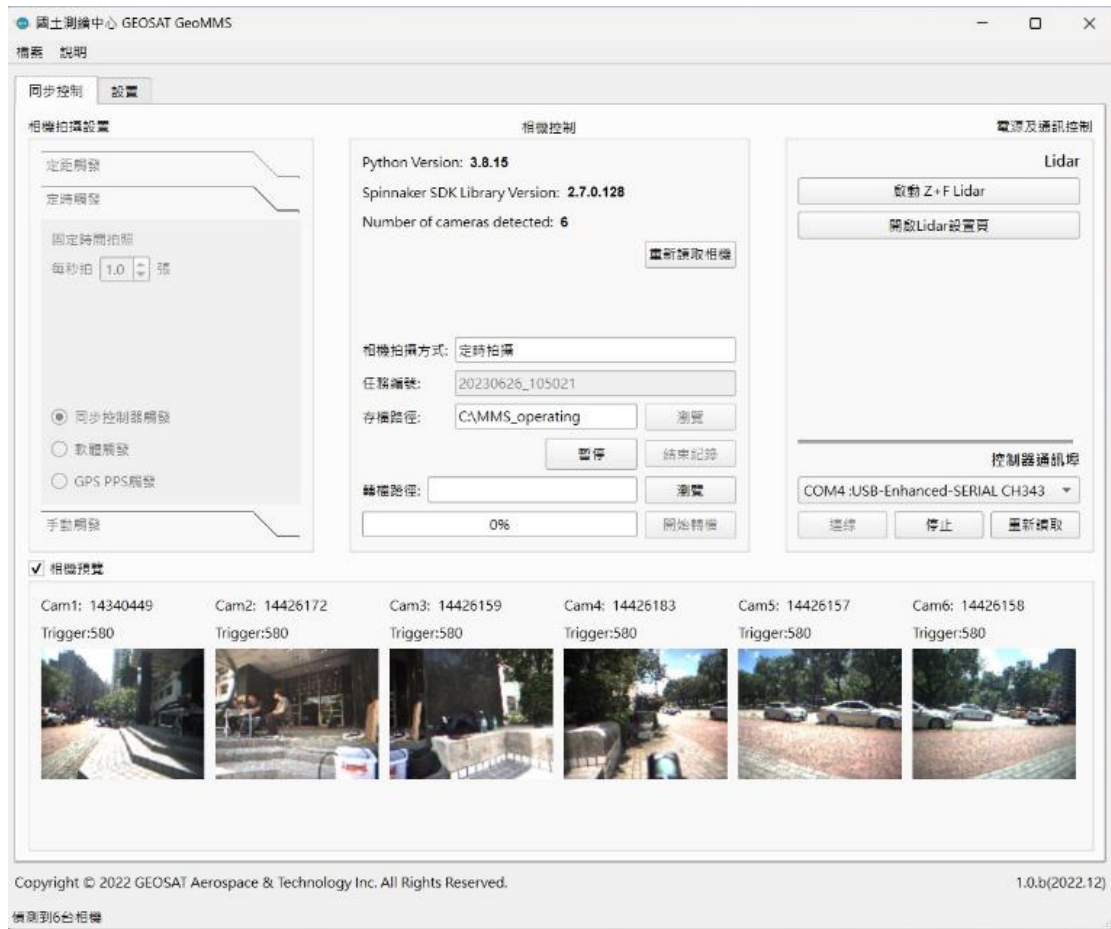 國土測繪中心 GEOSAT GeoMMS
檔案 說明
同步控制 設置
相機拍攝設置
定距觸發
定時觸發
固定時間拍照
每秒拍 1.0 張
同步控制器觸發
軟體觸發
GPS PPS觸發
手動觸發
相機控制
Python Version: 3.8.15
Spinnaker SDK Library Version: 2.7.0.128
Number of cameras detected: 6
重新讀取相機
相機拍攝方式: 定時拍攝
任務編號: 20230626_105021
存檔路徑: C:\MMS_operating 瀏覽
暫停 結束記錄
轉檔路徑: 瀏覽
0% 開始轉檔
電源及通訊控制
Lidar
啟動 Z+F Lidar
開啟Lidar設置頁
控制器通訊埠
COM4 :USB-Enhanced-SERIAL CH343
連線 停止 重新讀取
相機預覽
Cam1: 14340449 Cam2: 14426172 Cam3: 14426159 Cam4: 14426183 Cam5: 14426157 Cam6: 14426158
Trigger:580 Trigger:580 Trigger:580 Trigger:580 Trigger:580 Trigger:580
Copyright © 2022 GEOSAT Aerospace & Technology Inc. All Rights Reserved. 1.0.b(2022.12)
偵測到6台相機